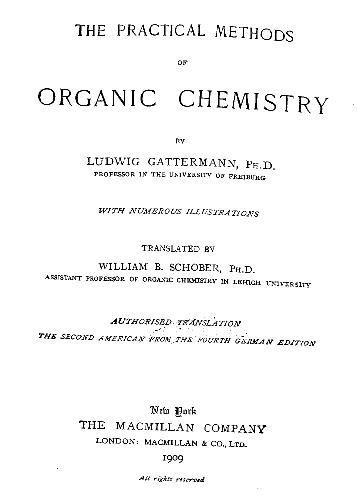 THE PRACTICAL METHODS
OF
ORGANIC CHEMISTRY
BY
LUDWIG GATTERMANN, PH.D.
PROFESSOR IN THE UNIVERSITY OF FREIBURG
WITH NUMEROUS ILLUSTRATIONS
TRANSLATED BY
WILLIAM B. SCHOBER, PH.D.
ASSISTANT PROFESSOR OF ORGANIC CHEMISTRY IN LEHIGH UNIVERSITY
AUTHORISED TRANSLATION
THE SECOND AMERICAN FROM THE FOURTH GERMAN EDITION
New York
THE MACMILLAN COMPANY
LONDON: MACMILLAN & CO., LTD.
1909
All rights reserved